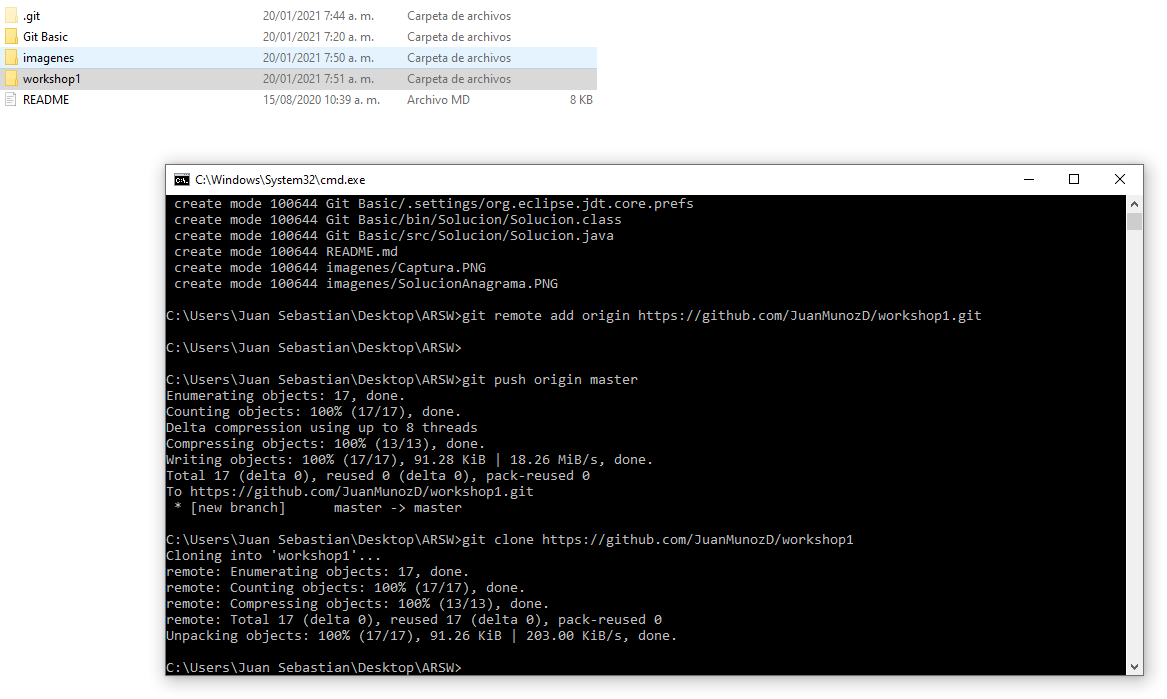 .git 20/01/2021 7:44 a. m. Carpeta de archivos
Git Basic 20/01/2021 7:20 a. m. Carpeta de archivos
imagenes 20/01/2021 7:50 a. m. Carpeta de archivos
workshop1 20/01/2021 7:51 a. m. Carpeta de archivos
README 15/08/2020 10:39 a. m. Archivo MD 8 KB
C:\Windows\System32\cmd.exe
create mode 100644 Git Basic/.settings/org.eclipse.jdt.core.prefs
create mode 100644 Git Basic/bin/Solucion/Solucion.class
create mode 100644 Git Basic/src/Solucion/Solucion.java
create mode 100644 README.md
create mode 100644 imagenes/Captura.PNG
create mode 100644 imagenes/SolucionAnagrama.PNG
C:\Users\Juan Sebastian\Desktop\ARSW>git remote add origin https://github.com/JuanMunozD/workshop1.git
C:\Users\Juan Sebastian\Desktop\ARSW>
C:\Users\Juan Sebastian\Desktop\ARSW>git push origin master
Enumerating objects: 17, done.
Counting objects: 100% (17/17), done.
Delta compression using up to 8 threads
Compressing objects: 100% (13/13), done.
Writing objects: 100% (17/17), 91.28 KiB | 18.26 MiB/s, done.
Total 17 (delta 0), reused 0 (delta 0), pack-reused 0
To https://github.com/JuanMunozD/workshop1.git
* [new branch] master -> master
C:\Users\Juan Sebastian\Desktop\ARSW>git clone https://github.com/JuanMunozD/workshop1
Cloning into 'workshop1'...
remote: Enumerating objects: 17, done.
remote: Counting objects: 100% (17/17), done.
remote: Compressing objects: 100% (13/13), done.
remote: Total 17 (delta 0), reused 17 (delta 0), pack-reused 0
Unpacking objects: 100% (17/17), 91.26 KiB | 203.00 KiB/s, done.
C:\Users\Juan Sebastian\Desktop\ARSW>